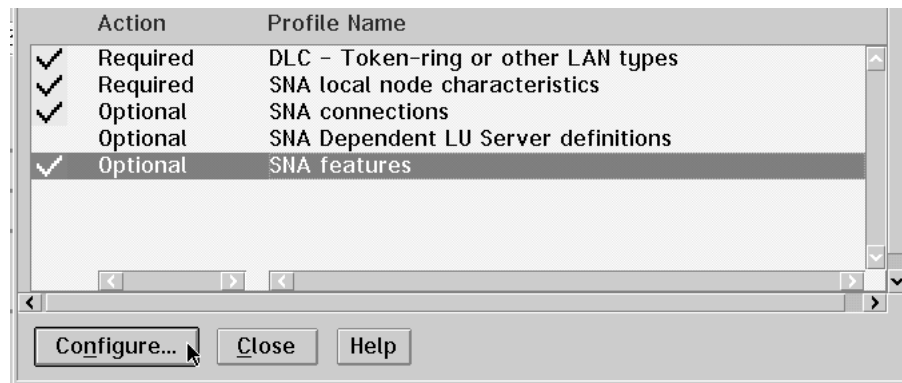 Action Profile Name
Required DLC - Token-ring or other LAN types
Required SNA local node characteristics
Optional SNA connections
Optional SNA Dependent LU Server definitions
Optional SNA features
Configure... Close Help